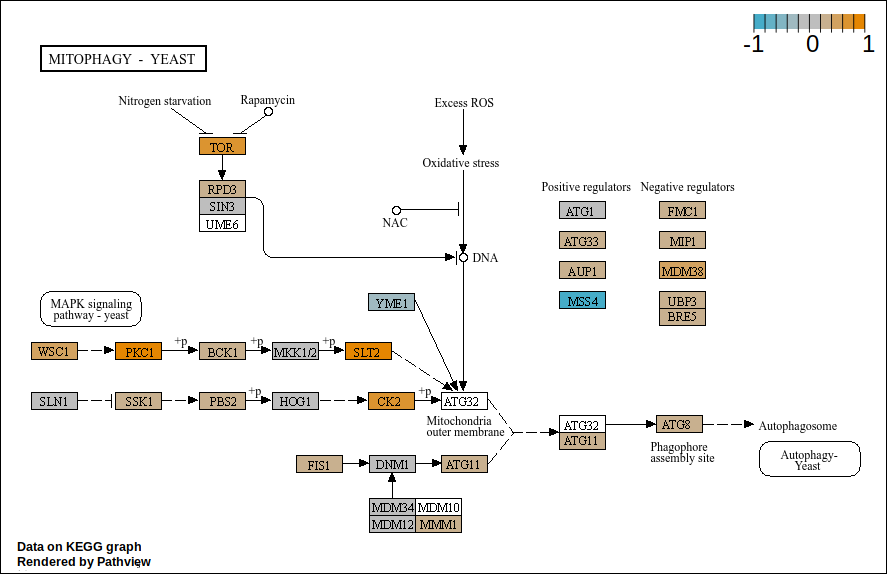 -1 0 1
MITOPHAGY - YEAST
Nitrogen starvation
Rapamycin
Excess ROS
TOR
Oxidative stress
RPD3
SIN3
UME6
NAC
DNA
Positive regulators
Negative regulators
ATG1
FMC1
ATG33
MIP1
AUP1
MDM38
MSS4
UBP3
BRE5
YME1
MAPK signaling
pathway - yeast
WSC1
PKC1
+p
BCK1
+p
MKK1/2
+p
SLT2
SLN1
SSK1
PBS2
+p
HOG1
CK2
+p
ATG32
Mitochondria
outer membrane
ATG32
ATG11
ATG8
Autophagosome
Phagophore
assembly site
Autophagy-
Yeast
FIS1
DNM1
ATG11
MDM34
MDM10
MDM12
MMM1
Data on KEGG graph
Rendered by Pathview